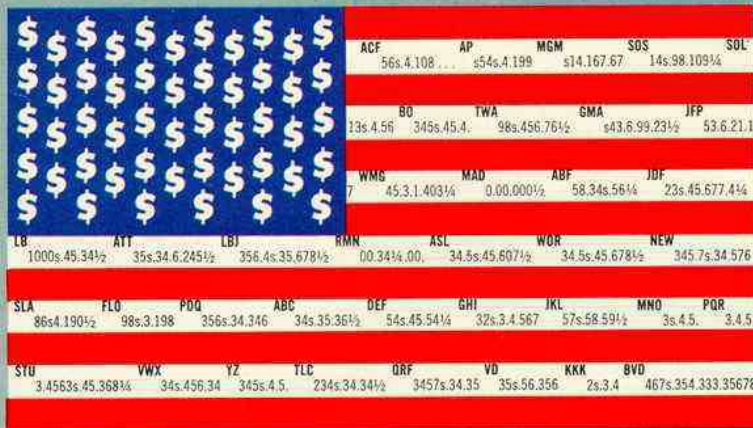 $ $ $ $ $ $
$ $ $ $ $
$ $ $ $ $ $
$ $ $ $ $
$ $ $ $ $ $
$ $ $ $ $
$ $ $ $ $ $
$ $ $ $ $
$ $ $ $ $ $
ACF AP MGM SOS SOL
56s.4.108 . . . s54s.4.199 s14.167.67 14s.98.109¼
BO TWA GMA JFP
13s.4.56 345s.45.4. 98s.456.76½ s43.6.99.23½ 53.6.21.1
WMG MAD ABF JDF
7 45.3.1.403¼ 0.00.000½ 58.34s.56¼ 23s.45.677.4¼
LB ATT LBJ RMN ASL WOR NEW
1000s.45.34½ 35s.34.6.245½ 356.4s.35,678½ 00.34¼.00, 34.5s.45.607½ 34.5s.45.678½ 345.7s.34.576
SLA FLO PDQ ABC DEF GHI JKL MNO PQR
86s4.190½ 98s.3.198 356s.34.346 34s.35:36½ 54s.45.54¼ 32s.3.4.567 57s.58.59½ 3s.4.5. 3.4.5
STU VWX YZ TLC QRF VD KKK BVD
3.4563s.45.368¼ 34s.456.34 345s.4.5. 234s.34.34½ 3457s.34.35 35s.56.356 2s.3.4 467s.354.333.35678